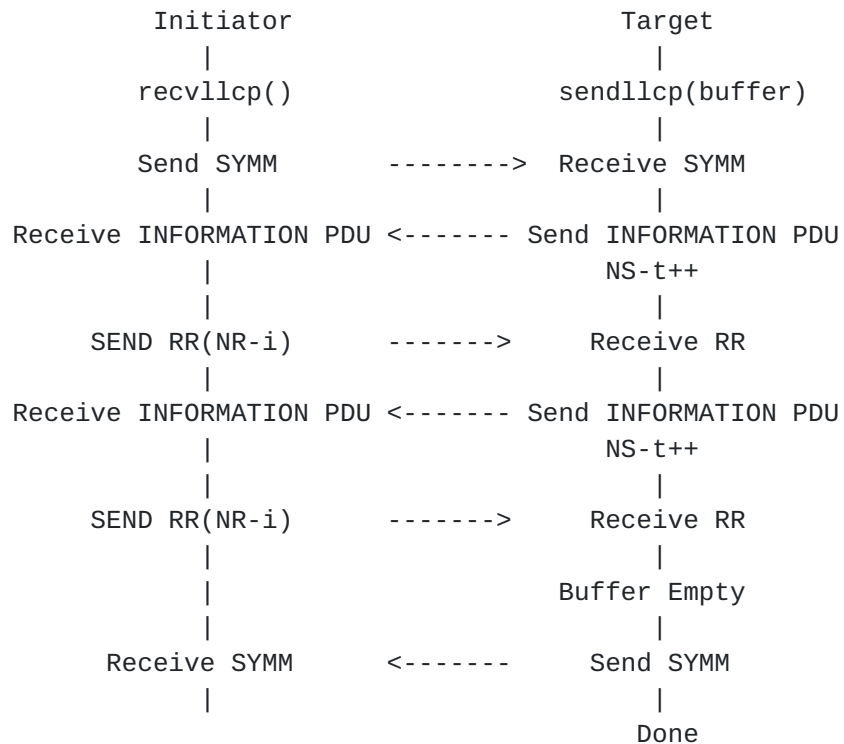 Initiator Target
| |
recvllcp() sendllcp(buffer)
| |
Send SYMM --------> Receive SYMM
| |
Receive INFORMATION PDU <------- Send INFORMATION PDU
| NS-t++
| |
SEND RR(NR-i) -------> Receive RR
| |
Receive INFORMATION PDU <------- Send INFORMATION PDU
| NS-t++
| |
SEND RR(NR-i) -------> Receive RR
| |
| Buffer Empty
| |
Receive SYMM <------- Send SYMM
| |
Done